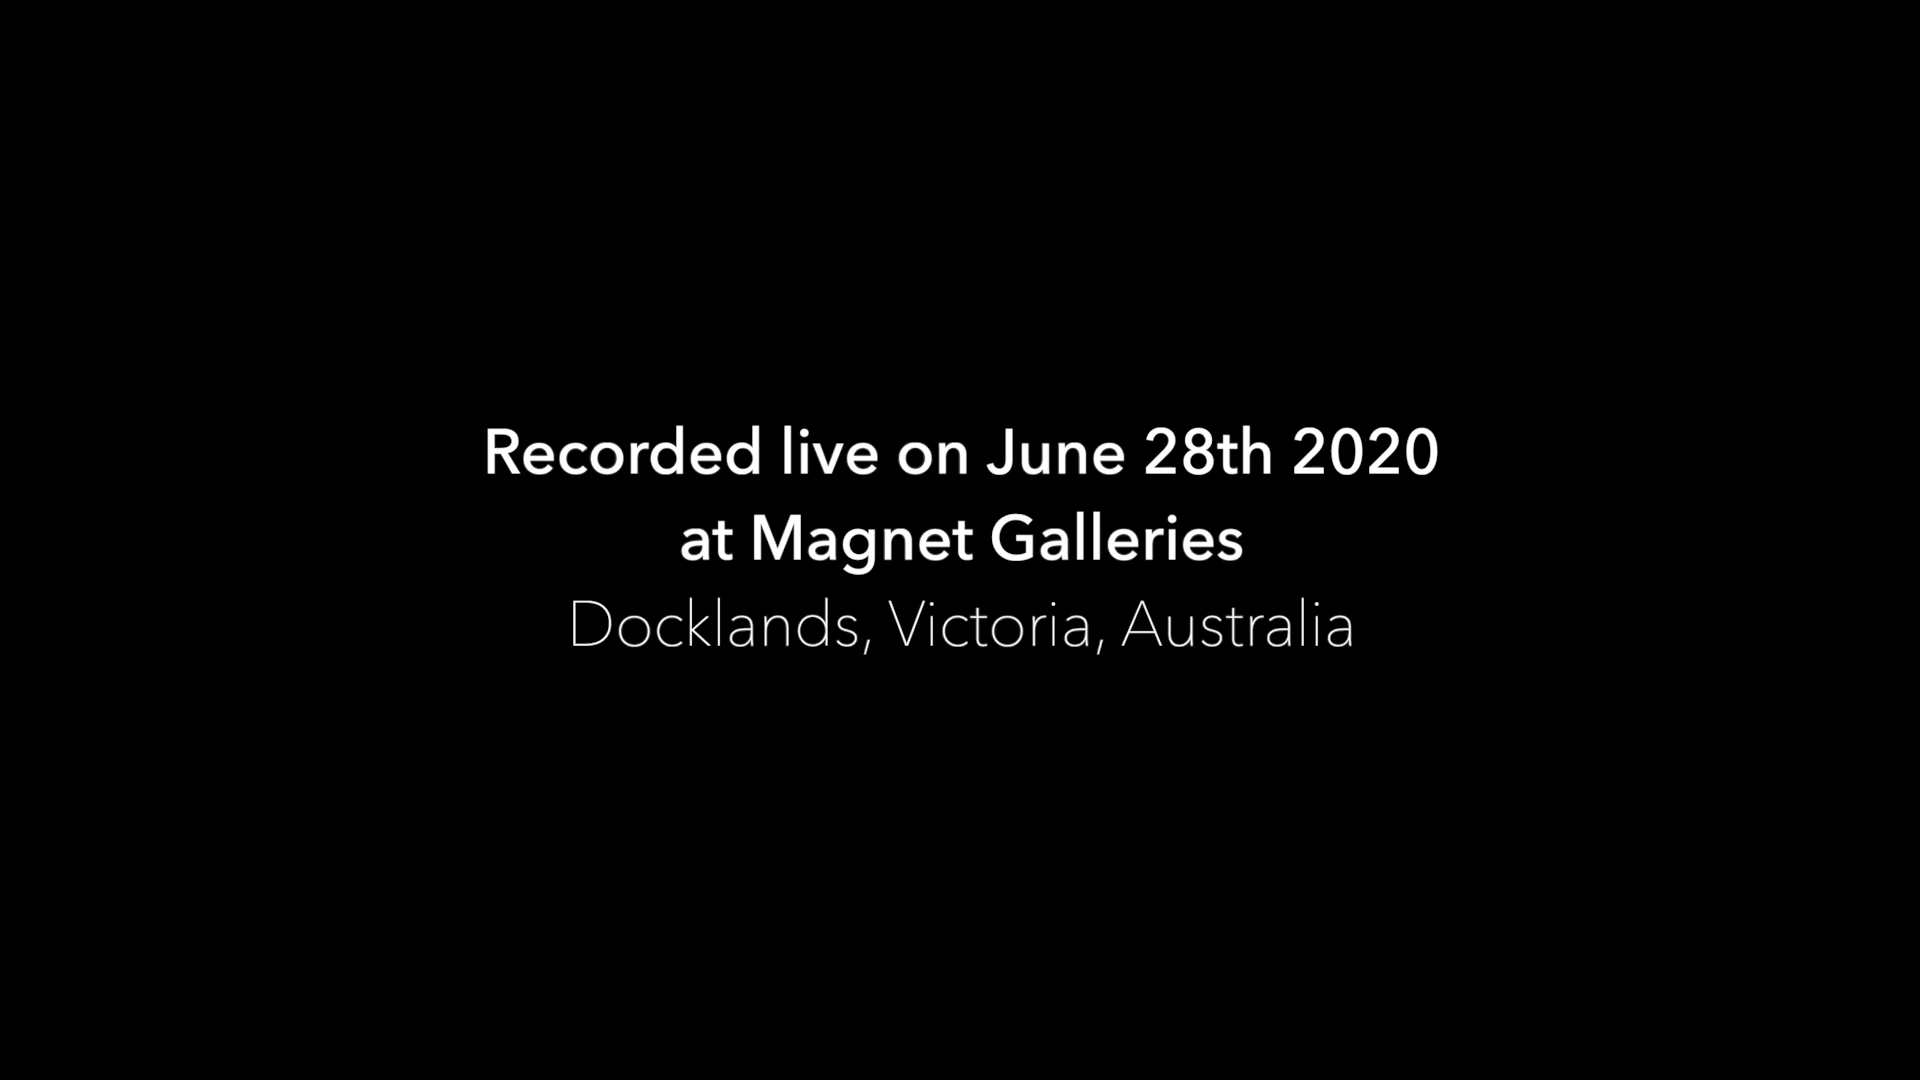 Recorded live on June 28th 2020
at Magnet Galleries
Docklands, Victoria, Australia